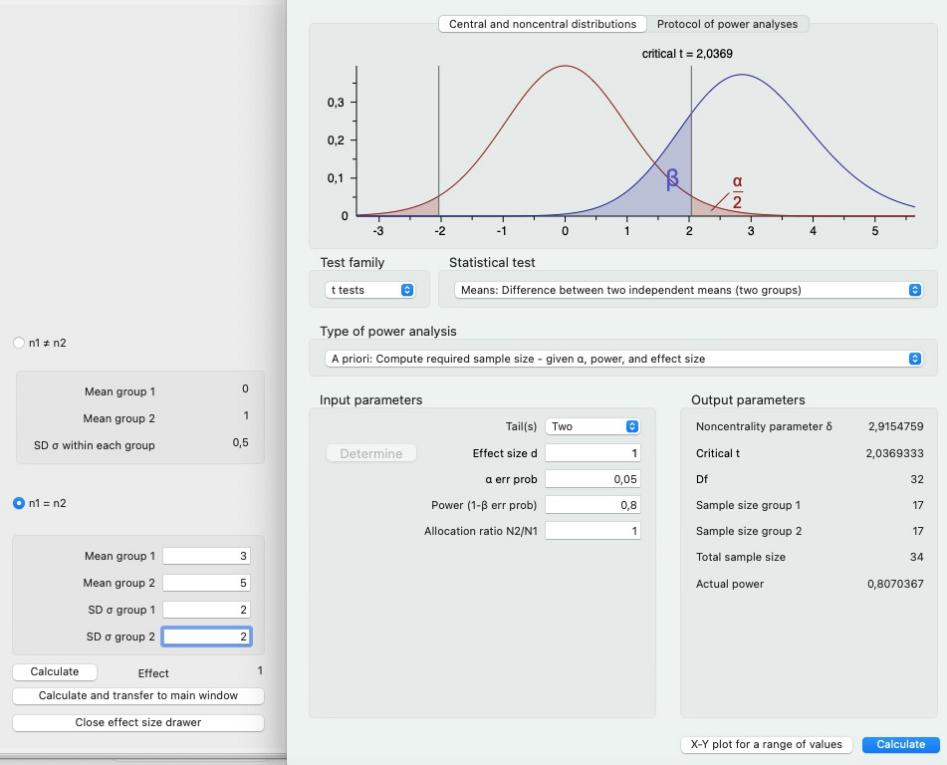 n1 ≠ n2
Mean group 1 0
Mean group 2 1
SD σ within each group 0,5
n1 = n2
Mean group 1 3
Mean group 2 5
SD σ group 1 2
SD σ group 2 2
Calculate Effect 1
Calculate and transfer to main window
Close effect size drawer
Central and noncentral distributions Protocol of power analyses
critical t = 2,0369
0,3
0,2
0,1
0
β
α
2
-3 -2 -1 0 1 2 3 4 5
Test family Statistical test
t tests Means: Difference between two independent means (two groups)
Type of power analysis
A priori: Compute required sample size – given α, power, and effect size
Input parameters
Tail(s) Two
Determine Effect size d 1
α err prob 0,05
Power (1-β err prob) 0,8
Allocation ratio N2/N1 1
Output parameters
Noncentrality parameter δ 2,9154759
Critical t 2,0369333
Df 32
Sample size group 1 17
Sample size group 2 17
Total sample size 34
Actual power 0,8070367
X-Y plot for a range of values Calculate